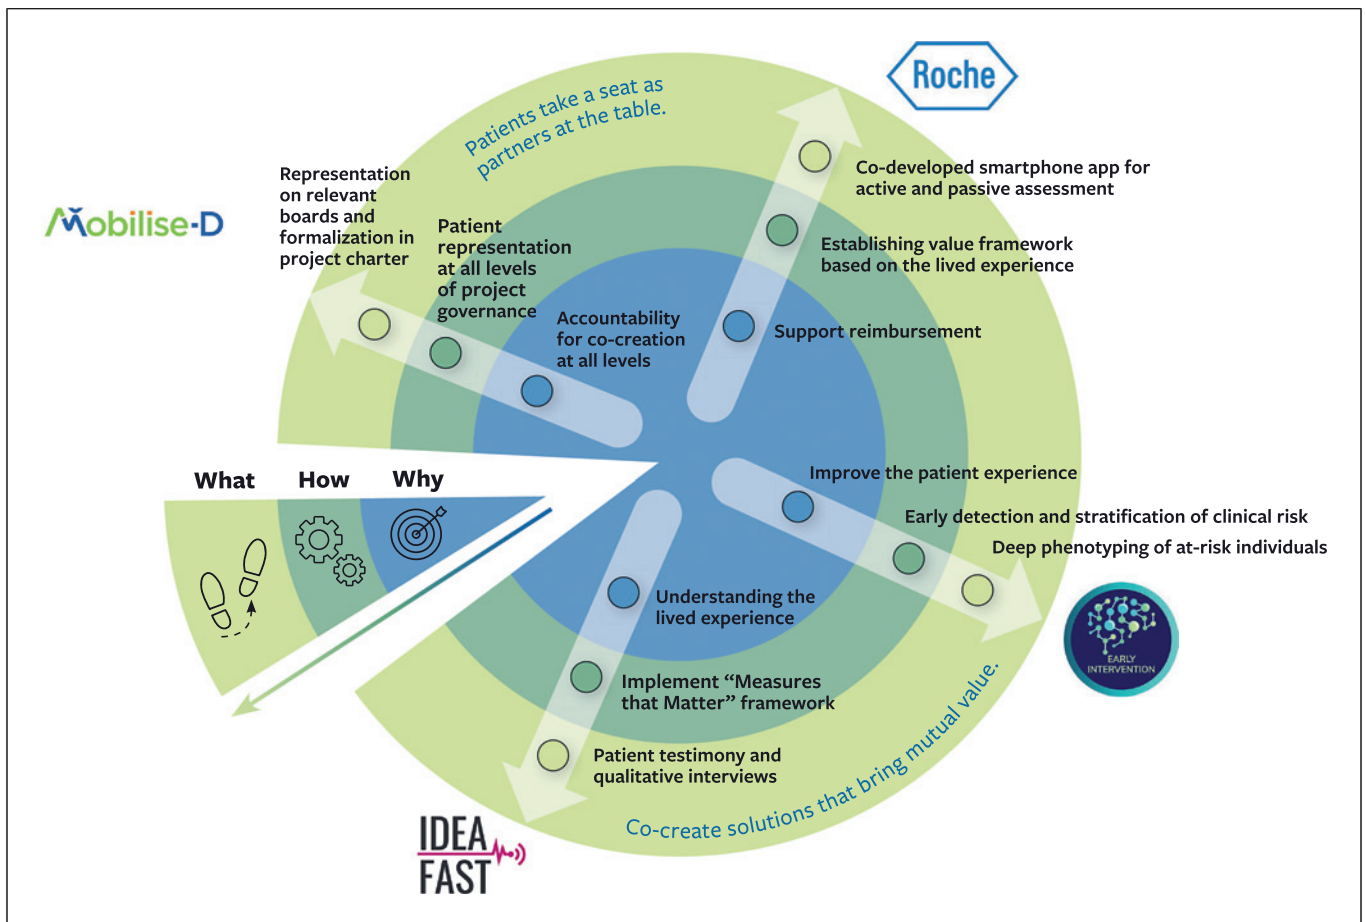 Patients take a seat as
partners at the table.
Roche
Mobilise-D
Representation
on relevant
boards and
formalization in
project charter
Patient
representation
at all levels
of project
governance
Accountability
for co-creation
at all levels
Co-developed smartphone app for
active and passive assessment
Establishing value framework
based on the lived experience
Support reimbursement
What How Why
Improve the patient experience
Early detection and stratification of clinical risk
Deep phenotyping of at-risk individuals
EARLY
INTERVENTION
Understanding the
lived experience
Implement “Measures
that Matter” framework
Patient testimony and
qualitative interviews
Co-create solutions that bring mutual value.
IDEA
FAST